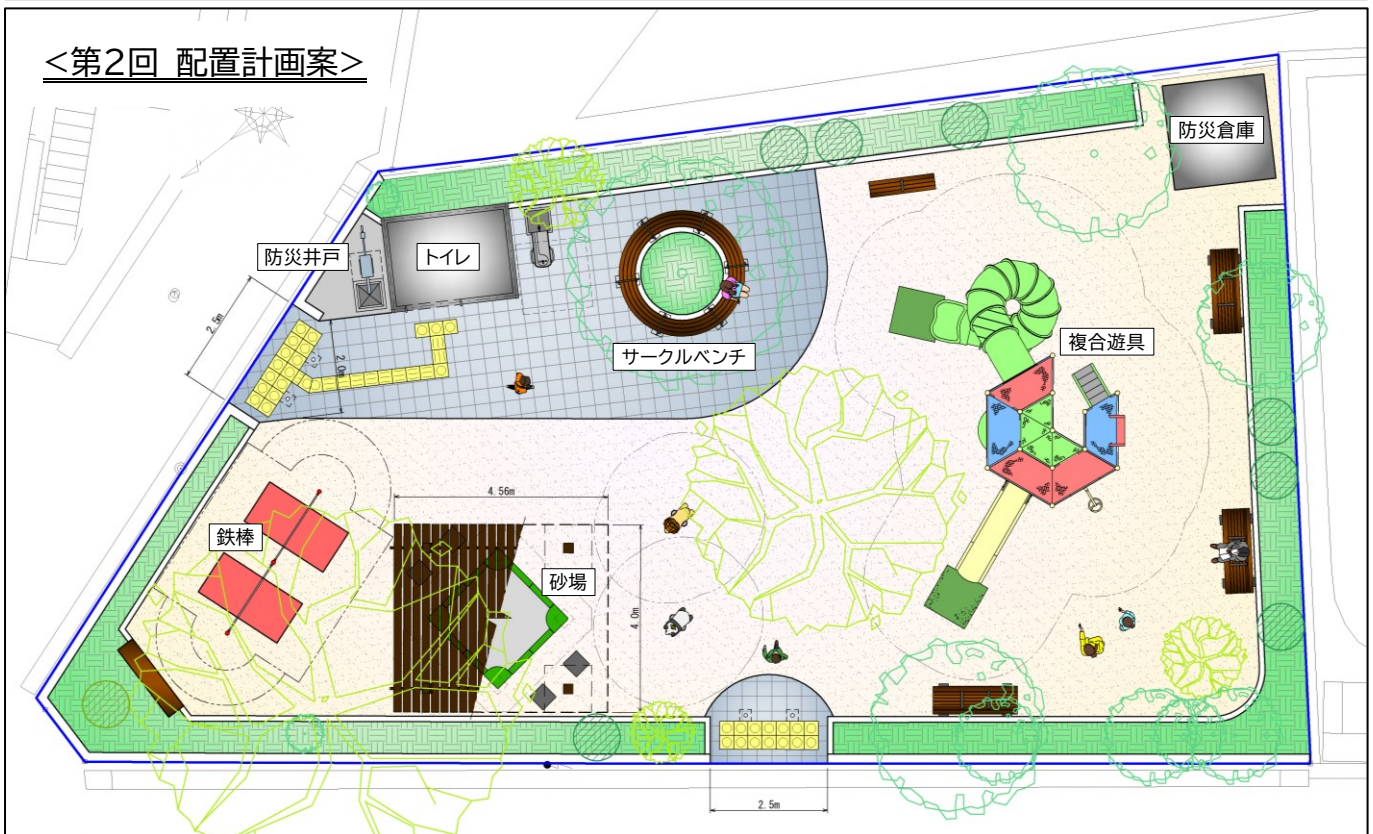 <第2回 配置計画案>
防災倉庫
防災井戸
トイレ
2.5m
2.0m
サークルベンチ
複合遊具
4.56m
鉄棒
砂場
4.0m
2.5m